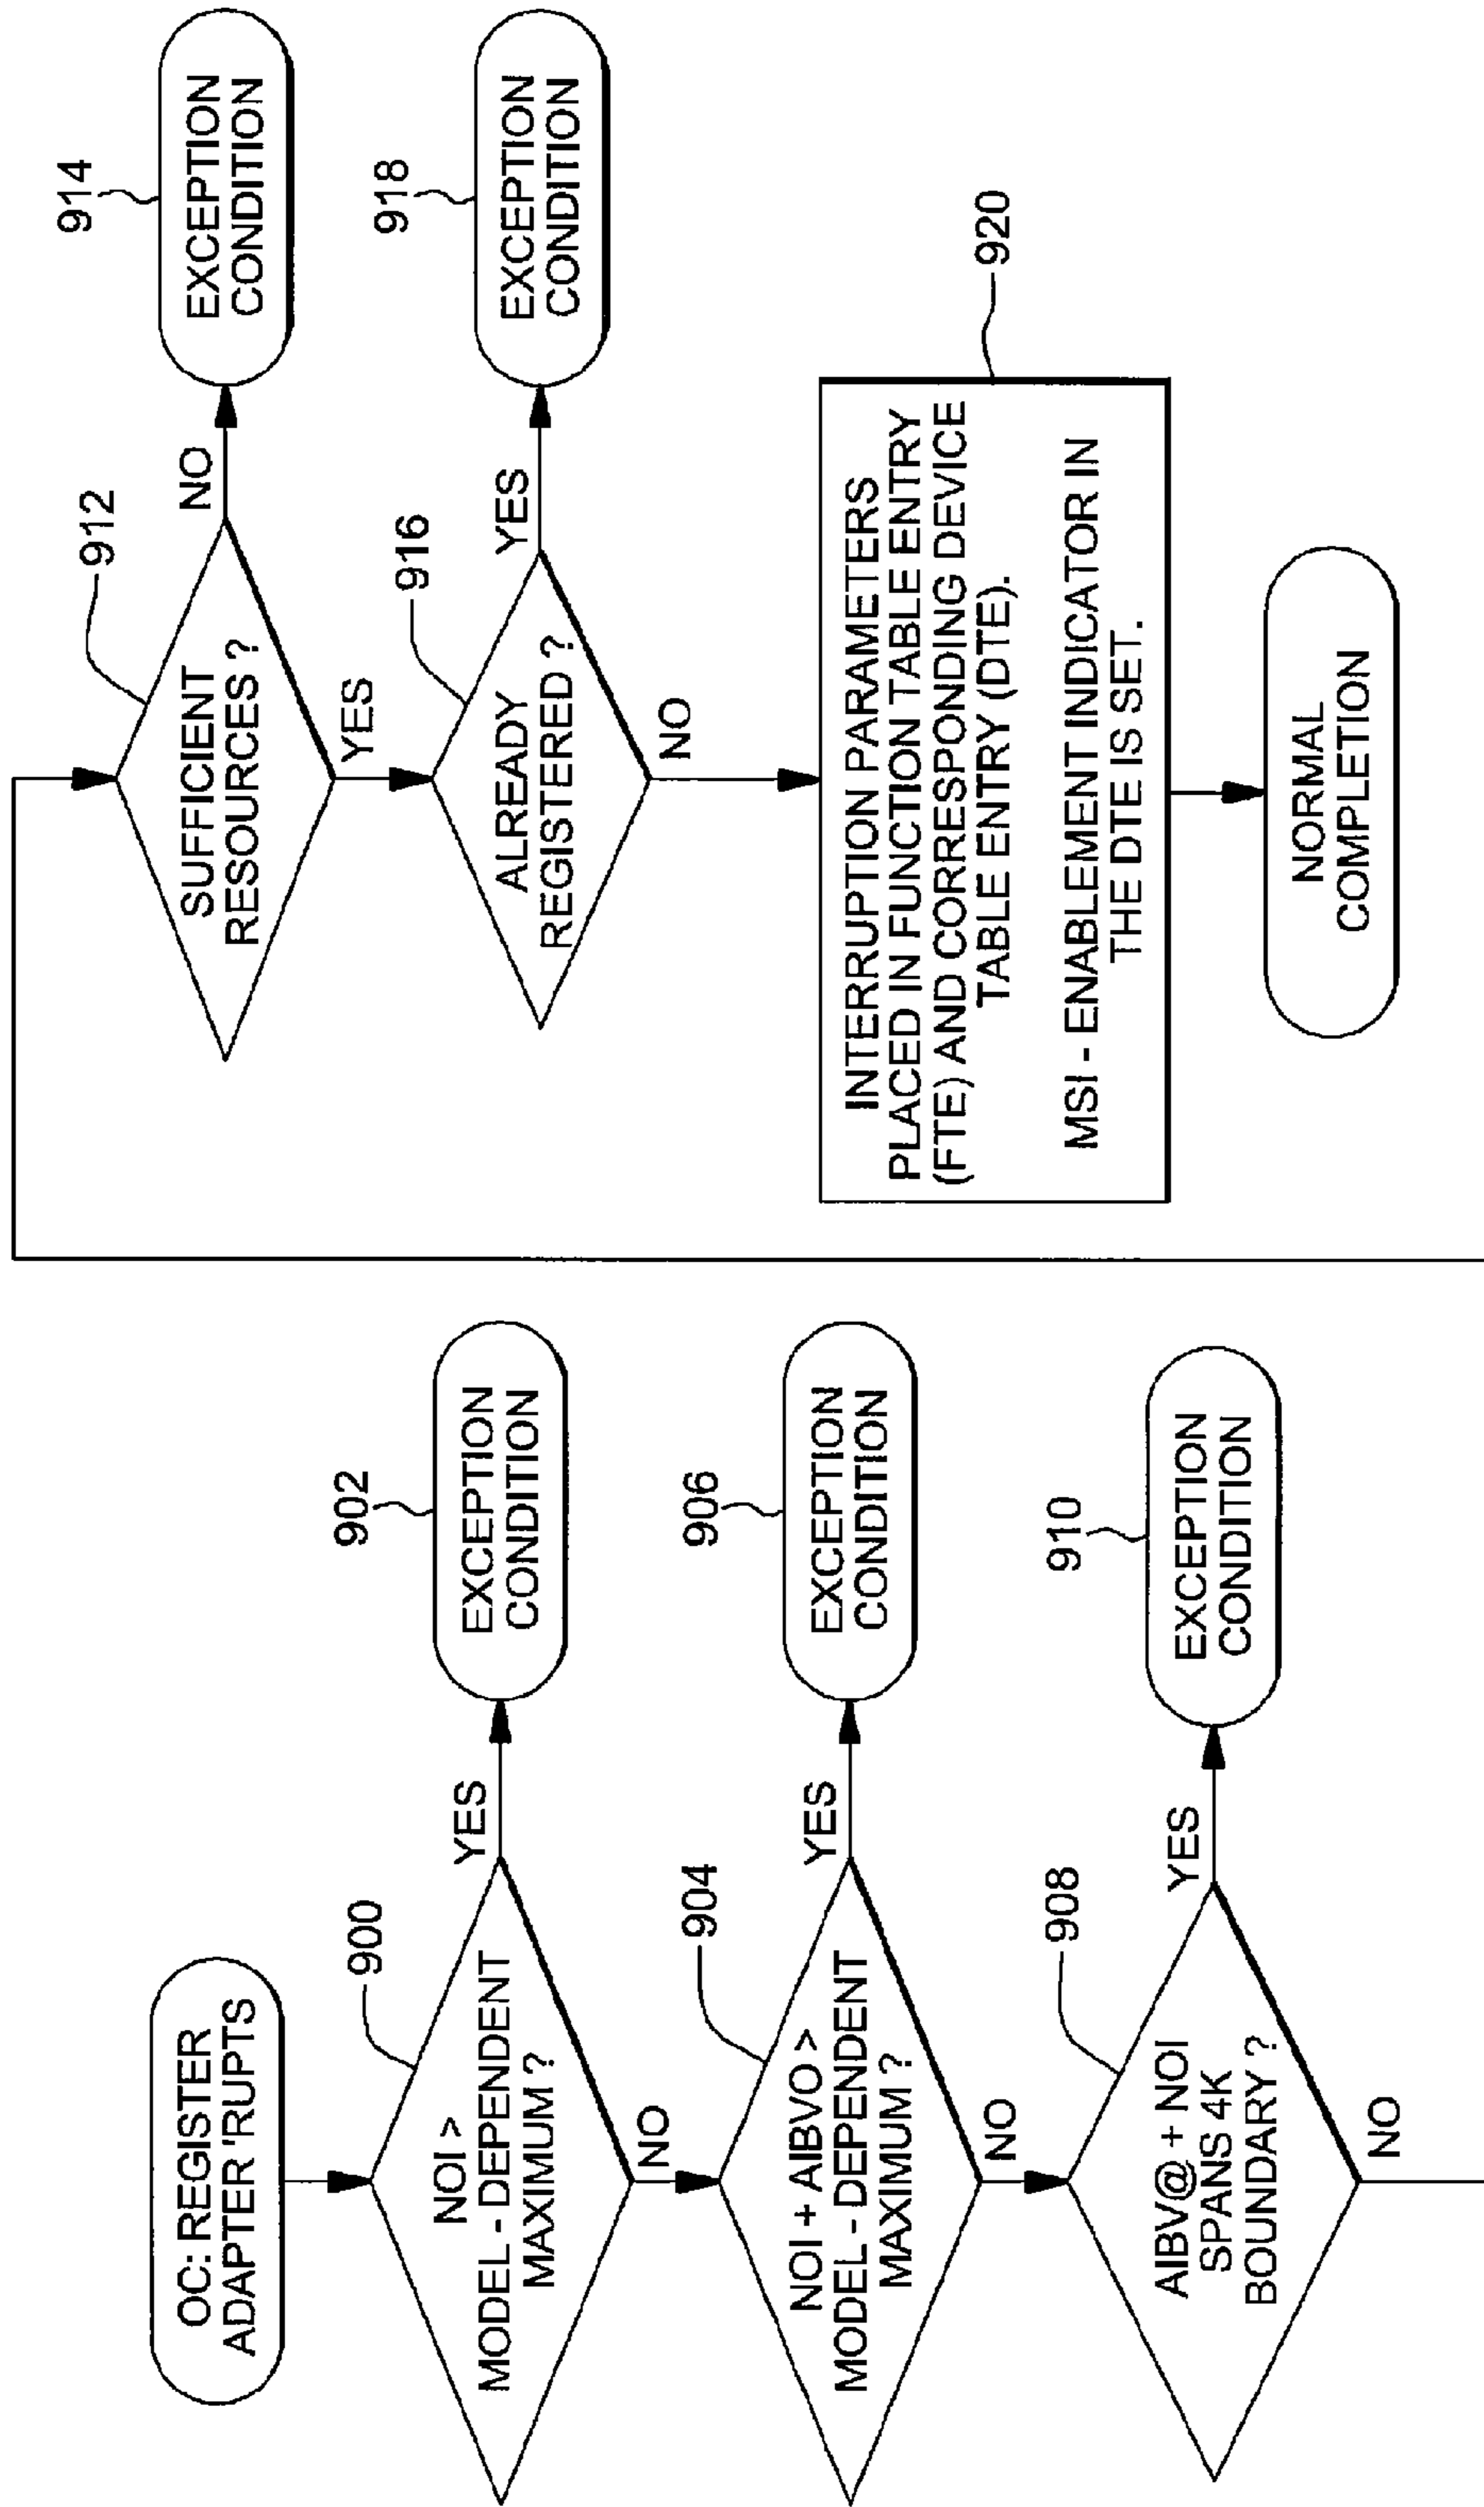 OC: REGISTER
ADAPTER 'RUPTS
900
NOI >
MODEL - DEPENDENT
MAXIMUM ?
YES
902
EXCEPTION
CONDITION
NO
904
NOI + AIBVO >
MODEL - DEPENDENT
MAXIMUM ?
YES
906
EXCEPTION
CONDITION
NO
908
AIBV@ + NOI
SPANS 4K
BOUNDARY ?
YES
910
EXCEPTION
CONDITION
NO
912
SUFFICIENT
RESOURCES ?
NO
914
EXCEPTION
CONDITION
YES
916
ALREADY
REGISTERED ?
YES
918
EXCEPTION
CONDITION
NO
920
INTERRUPTION PARAMETERS
PLACED IN FUNCTION TABLE ENTRY
(FTE) AND CORRESPONDING DEVICE
TABLE ENTRY (DTE).
MSI - ENABLEMENT INDICATOR IN
THE DTE IS SET.
NORMAL
COMPLETION